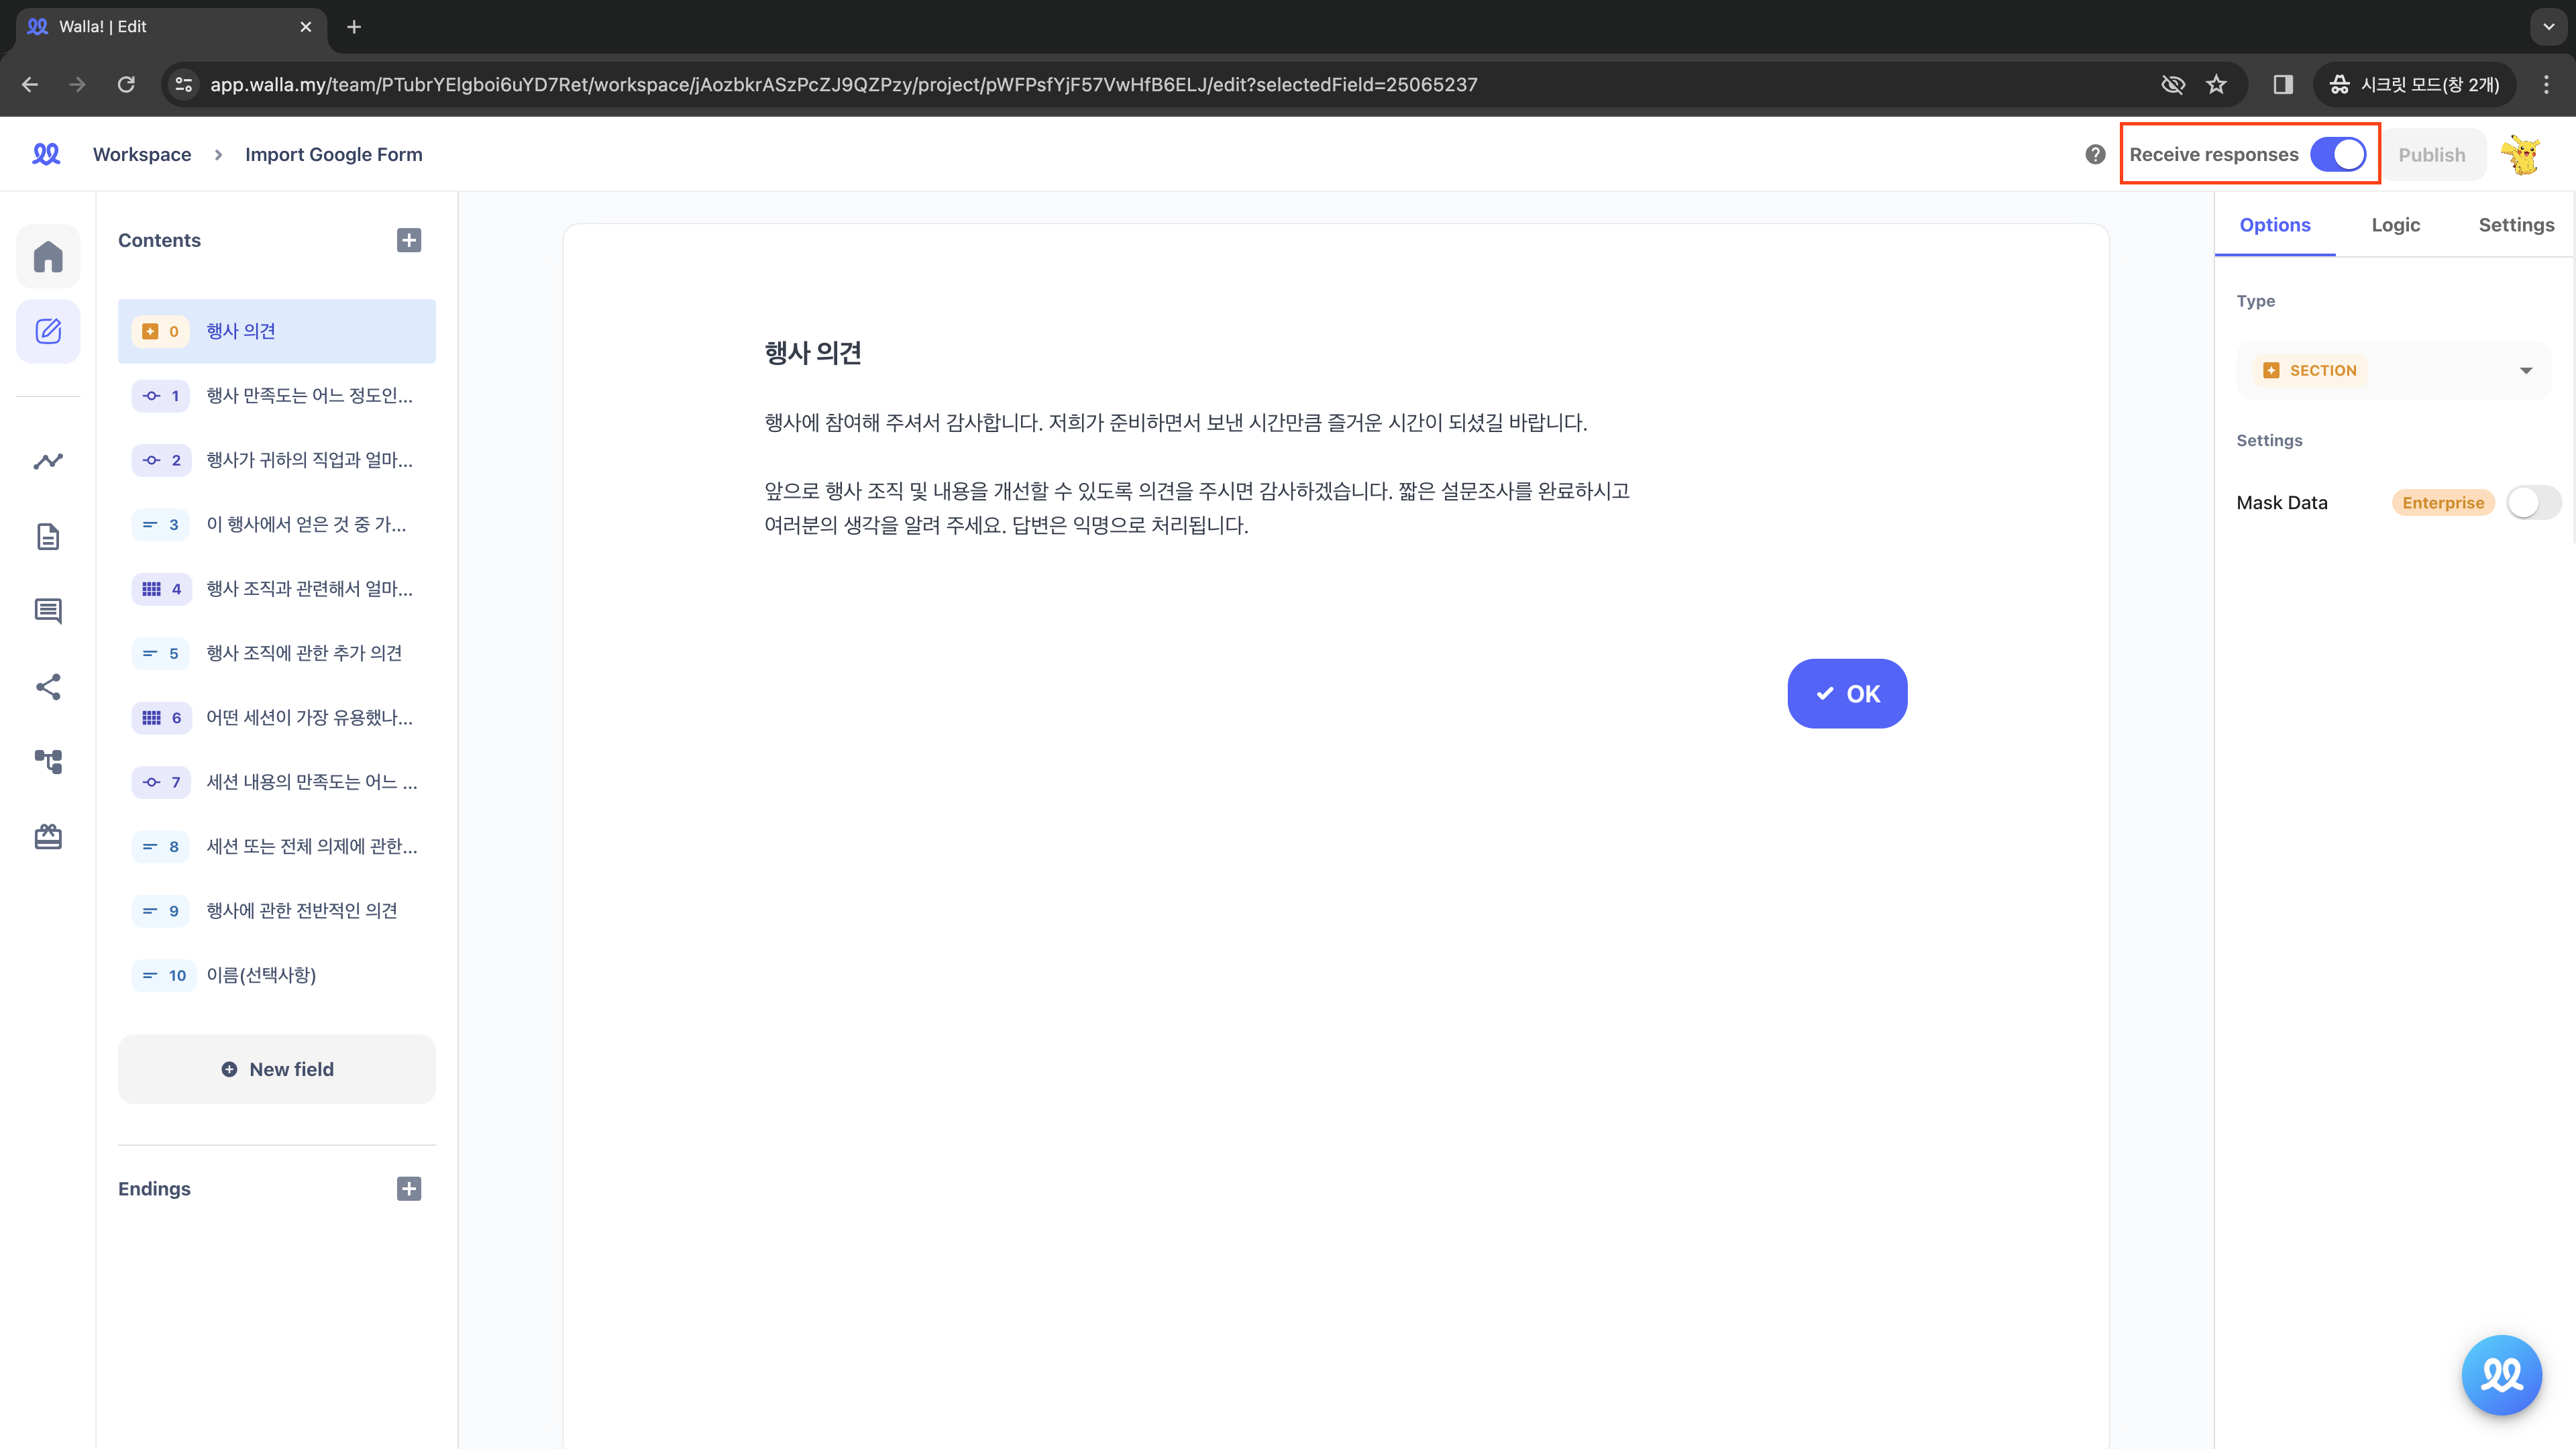 Walla! | Edit
app.walla.my/team/PTubrYElgboi6uYD7Ret/workspace/jAozbkrASzPcZJ9QZPzy/project/pWFPsfYjF57VwHfB6ELJ/edit?selectedField=25065237
시크릿 모드(창 2개)
Workspace > Import Google Form
Receive responses
Publish
Contents
0 행사 의견
1 행사 만족도는 어느 정도인...
2 행사가 귀하의 직업과 얼마...
3 이 행사에서 얻은 것 중 가...
4 행사 조직과 관련해서 얼마...
5 행사 조직에 관한 추가 의견
6 어떤 세션이 가장 유용했나...
7 세션 내용의 만족도는 어느 ...
8 세션 또는 전체 의제에 관한...
9 행사에 관한 전반적인 의견
10 이름(선택사항)
New field
Endings
행사 의견
행사에 참여해 주셔서 감사합니다. 저희가 준비하면서 보낸 시간만큼 즐거운 시간이 되셨길 바랍니다.
앞으로 행사 조직 및 내용을 개선할 수 있도록 의견을 주시면 감사하겠습니다. 짧은 설문조사를 완료하시고
여러분의 생각을 알려 주세요. 답변은 익명으로 처리됩니다.
OK
Options Logic Settings
Type
SECTION
Settings
Mask Data Enterprise